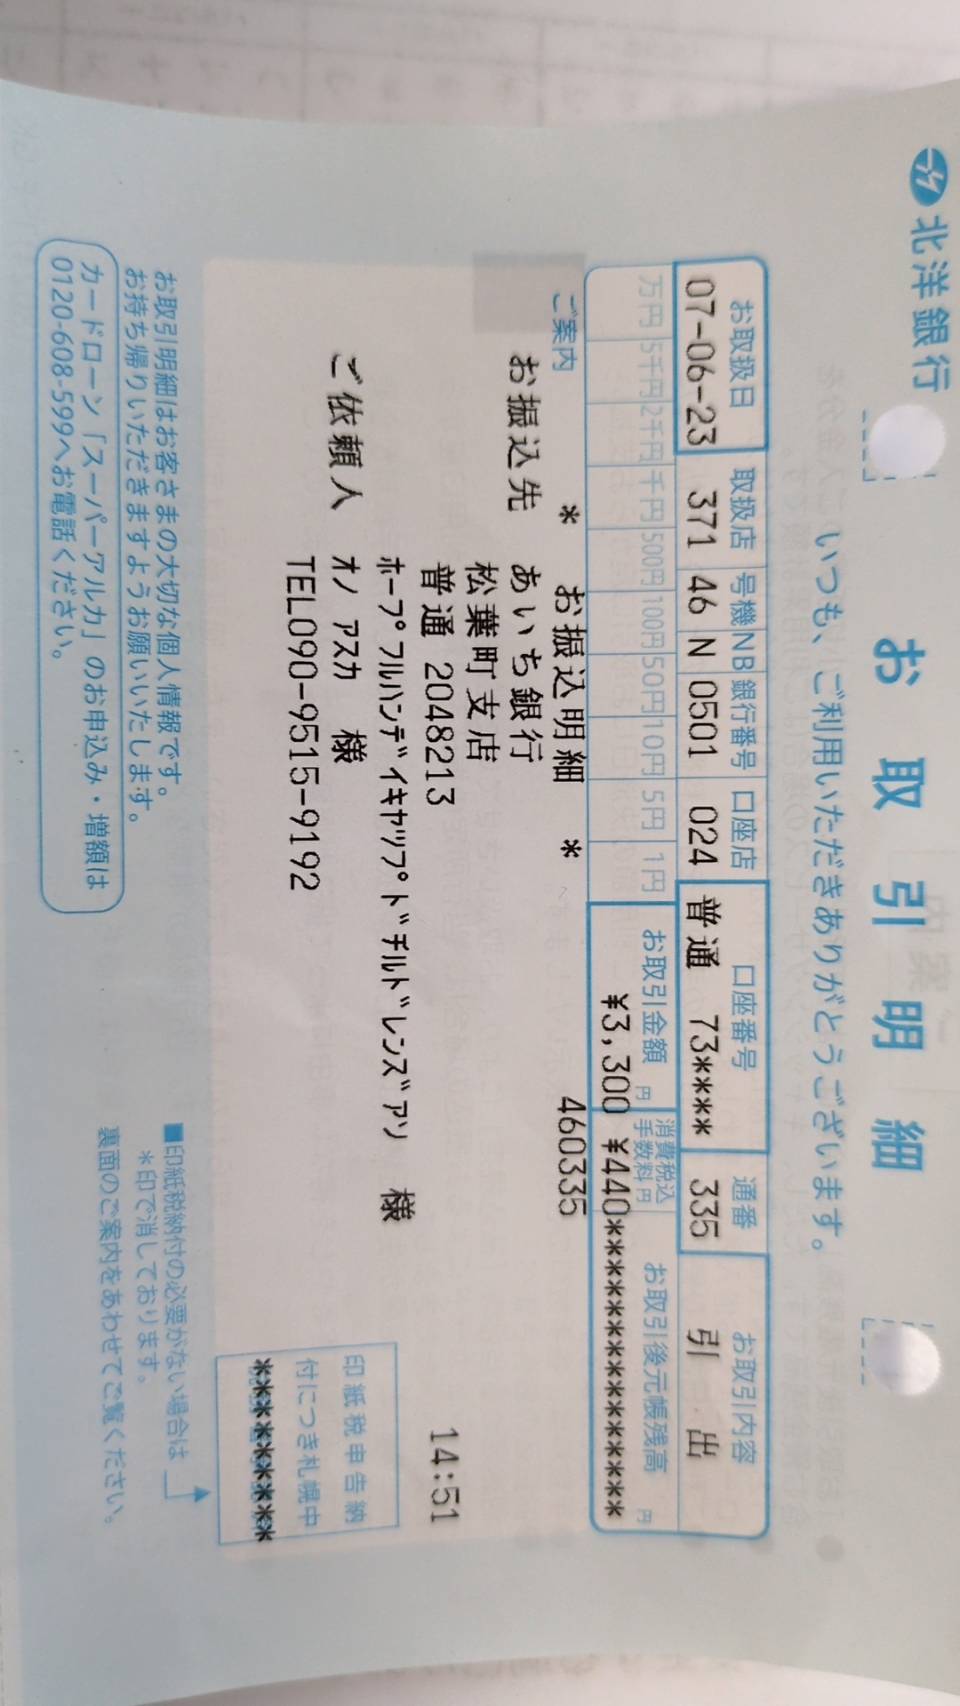 北洋銀行
お取引明細
いつも、ご利用いただきありがとうございます。
お取扱日 取扱店 号機 NB 銀行番号 口座店 口座番号 通番 お取引内容
07-06-23 371 46 N 0501 024 普通 73**** 335 引 出
万円 5千円 2千円 千円 500円 100円 50円 10円 5円 1円 お取引金額 円 消費税込手数料 円 お取引後元帳残高 円
¥3,300 ¥440*****************
ご案内 * お振込明細 * 460335
お振込先 あいち銀行
松葉町支店
普通 2048213 14:51
ﾎｰﾌﾟﾌﾙﾊﾝﾃﾞｲｷﾔﾂﾌﾟﾄﾞﾁﾙﾄﾞﾚﾝｽﾞｱｿ 様
ご依頼人 オノ アスカ 様
TEL090-9515-9192
印紙税申告納
付につき札幌中
*********
お取引明細はお客さまの大切な個人情報です。
お持ち帰りいただきますようお願いいたします。
カードローン「スーパーアルカ」のお申込み・増額は
0120-608-599へお電話ください。
■印紙税納付の必要がない場合は
*印で消しております。
裏面のご案内をあわせてご覧ください。